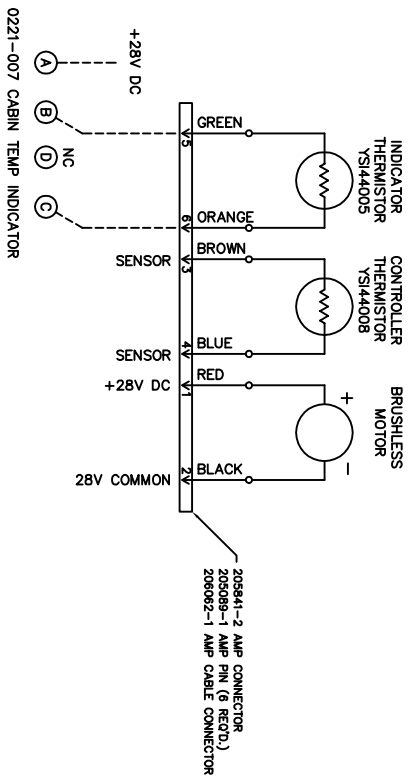 INDICATOR
THERMISTOR
YSI44005
CONTROLLER
THERMISTOR
YSI44008
BRUSHLESS
MOTOR
+
−
GREEN
5
ORANGE
6
BROWN
3
SENSOR
BLUE
4
SENSOR
RED
1
+28V DC
BLACK
2
28V COMMON
+28V DC
A
B
NC
D
C
0221-007 CABIN TEMP INDICATOR
205841-2 AMP CONNECTOR
205089-1 AMP PIN (6 REQ'D.)
206062-1 AMP CABLE CONNECTOR